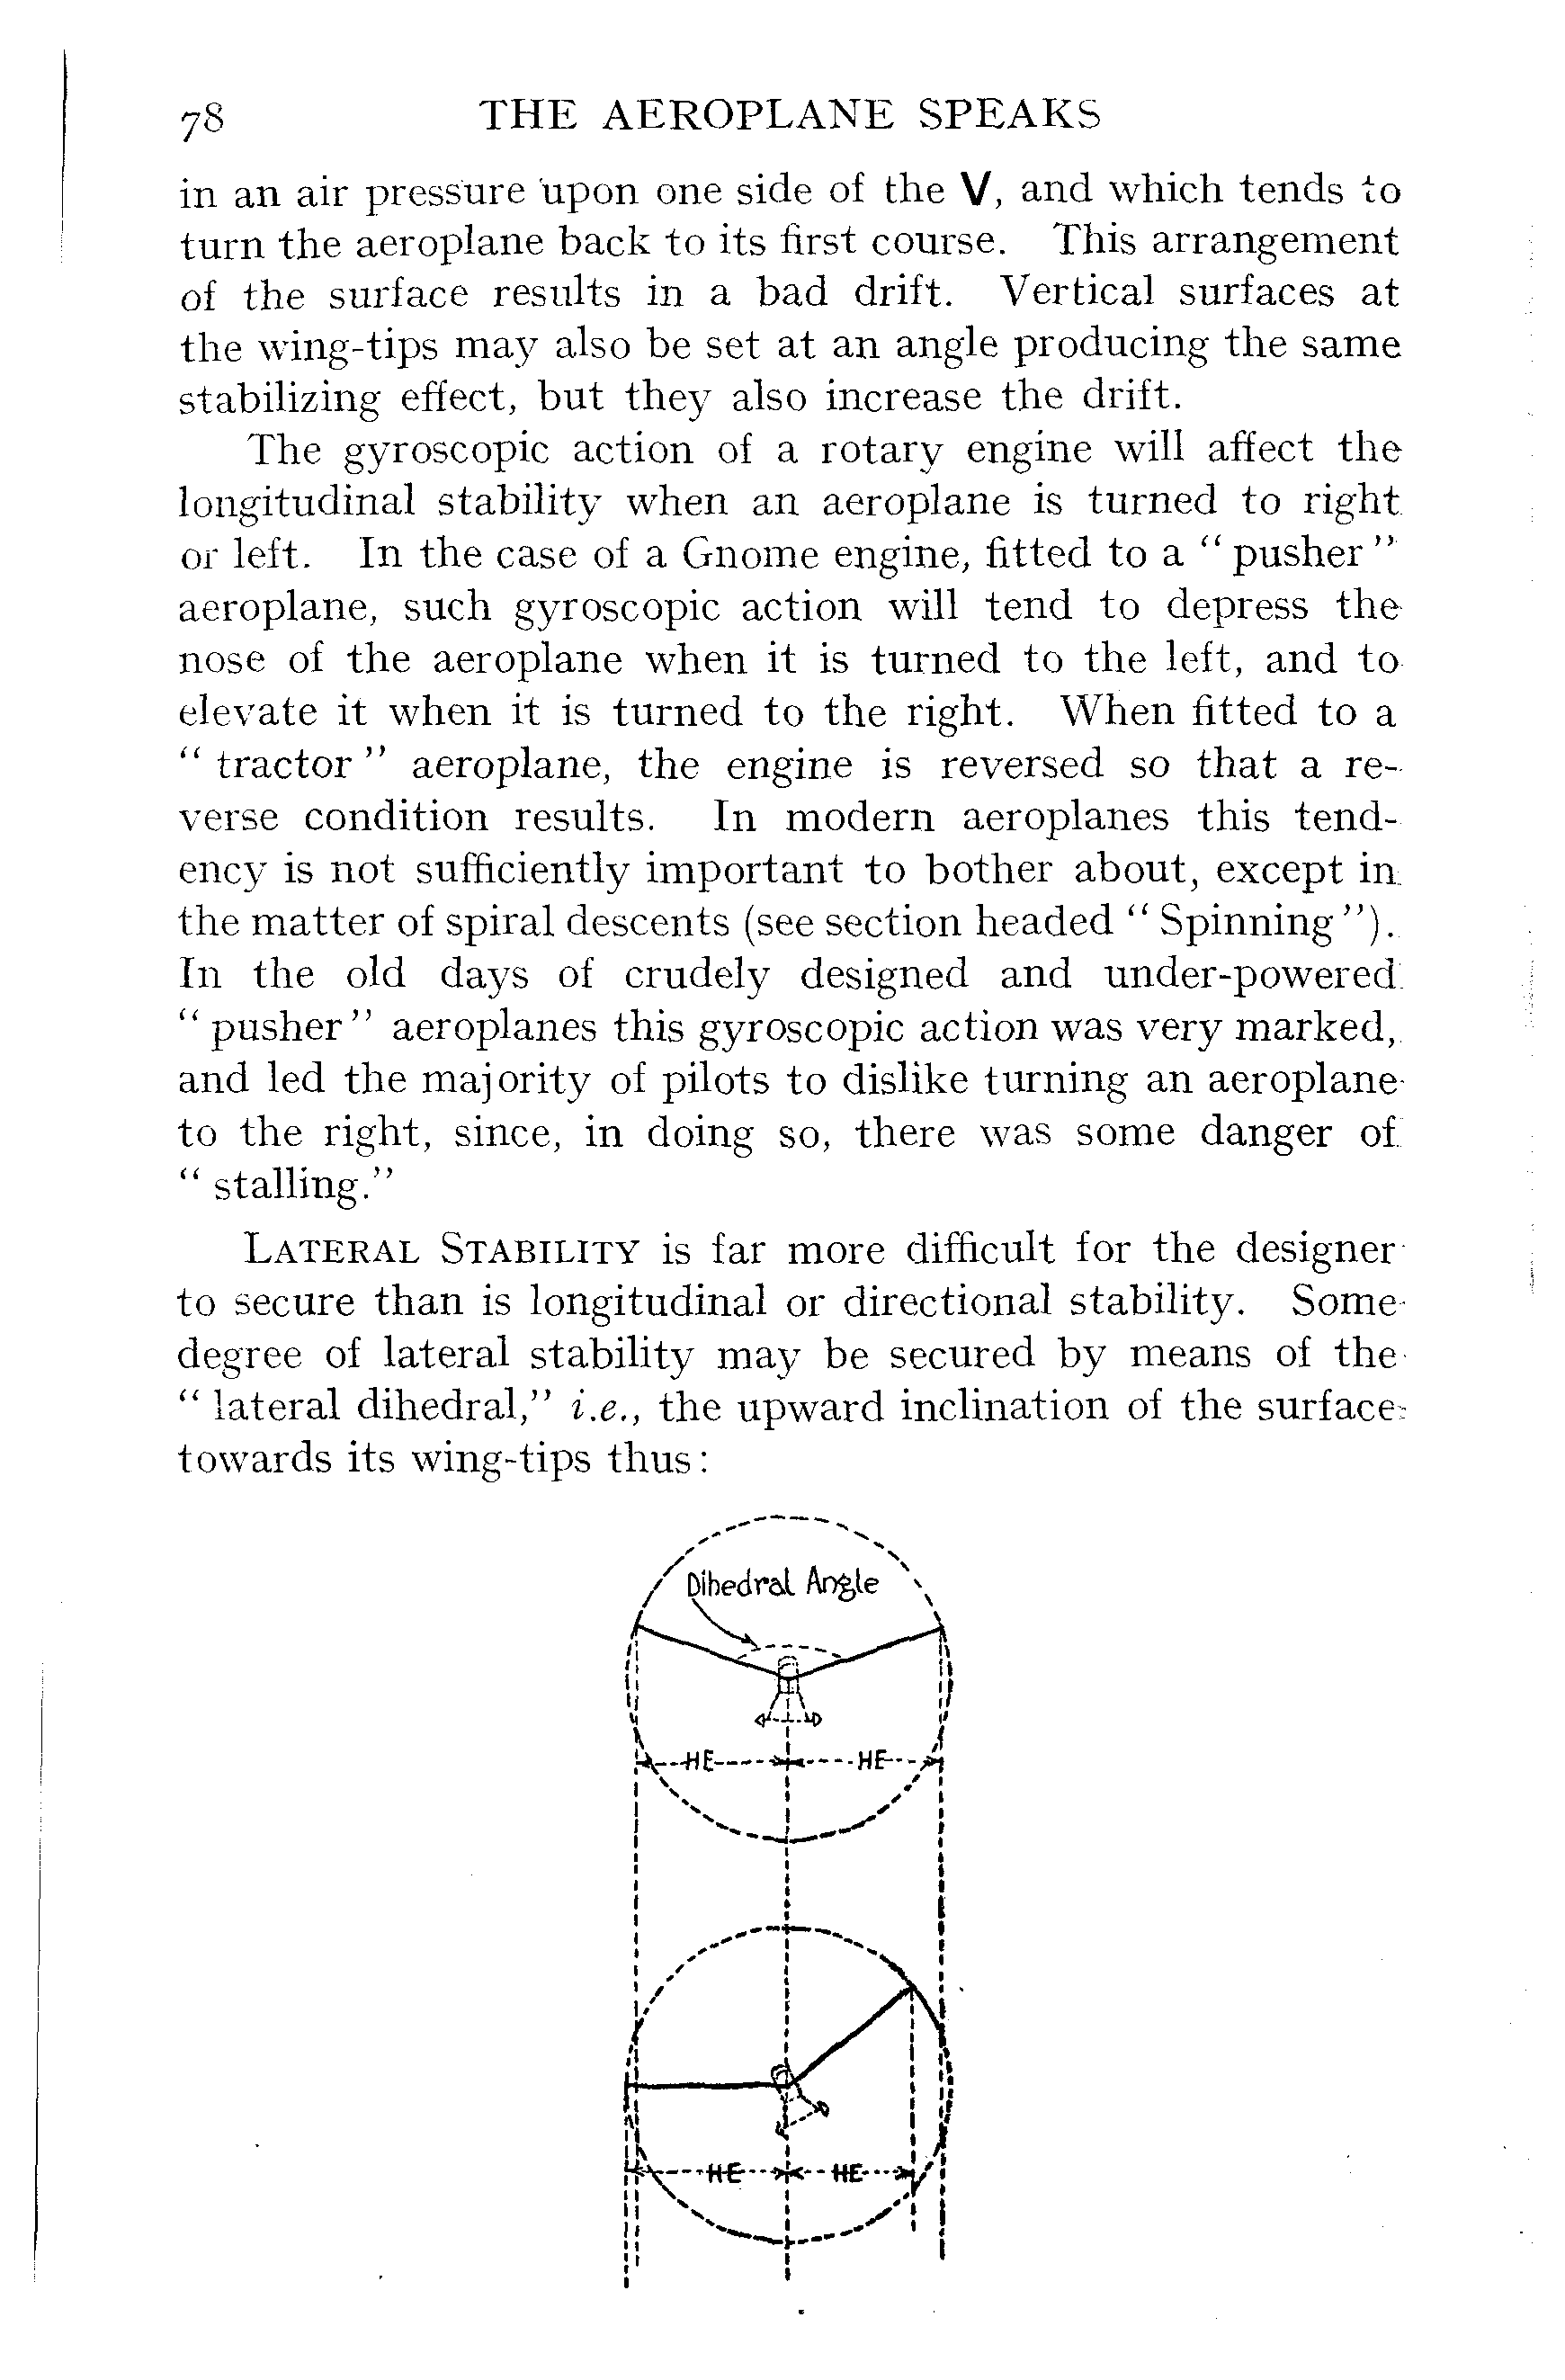 78 THE AEROPLANE SPEAKS
in an air pressure upon one side of the V, and which tends to
turn the aeroplane back to its first course. This arrangement
of the surface results in a bad drift. Vertical surfaces at
the wing-tips may also be set at an angle producing the same
stabilizing effect, but they also increase the drift.
The gyroscopic action of a rotary engine will affect the
longitudinal stability when an aeroplane is turned to right
or left. In the case of a Gnome engine, fitted to a “ pusher ”
aeroplane, such gyroscopic action will tend to depress the
nose of the aeroplane when it is turned to the left, and to
elevate it when it is turned to the right. When fitted to a
“ tractor ” aeroplane, the engine is reversed so that a re-
verse condition results. In modern aeroplanes this tend-
ency is not sufficiently important to bother about, except in
the matter of spiral descents (see section headed “ Spinning ”).
In the old days of crudely designed and under-powered
“ pusher ” aeroplanes this gyroscopic action was very marked,
and led the majority of pilots to dislike turning an aeroplane
to the right, since, in doing so, there was some danger of
“ stalling.”
LATERAL STABILITY is far more difficult for the designer
to secure than is longitudinal or directional stability. Some
degree of lateral stability may be secured by means of the
“ lateral dihedral,” i.e., the upward inclination of the surface
towards its wing-tips thus :
Dihedral Angle
HE HE
HE HE